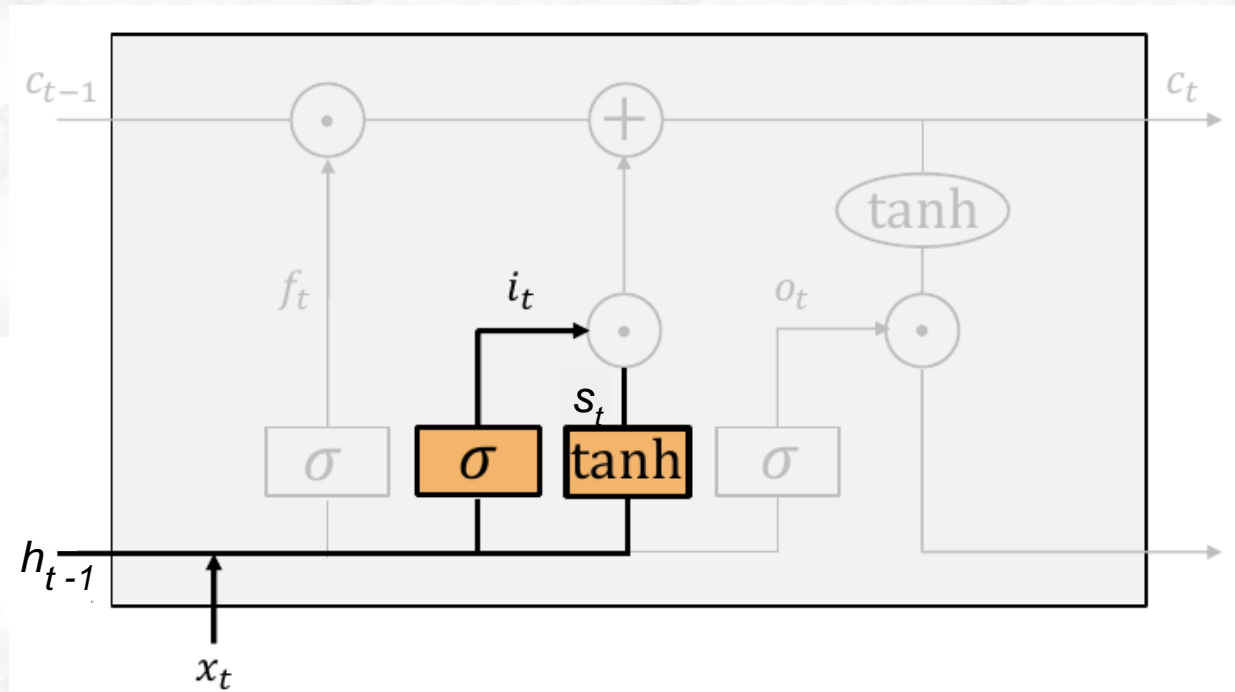 c_{t−1}
c_t
+
tanh
f_t
i_t
o_t
s_t
σ
σ
tanh
σ
h_{t-1}
x_t